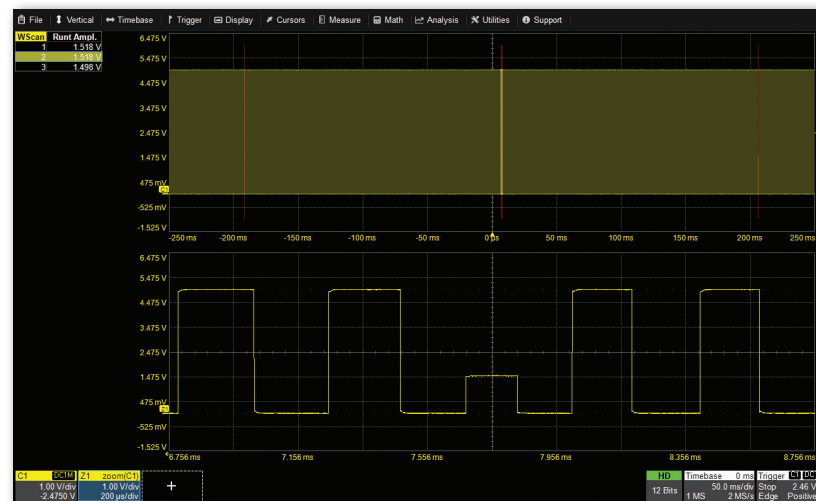 File Vertical Timebase Trigger Display Cursors Measure Math Analysis Utilities Support
WScan Runt Ampl.
1 1.518 V
2 1.518 V
3 1.498 V
6.475 V
5.475 V
4.475 V
3.475 V
2.475 V
1.475 V
475 mV
C1
-525 mV
-1.525 V
-250 ms -200 ms -150 ms -100 ms -50 ms 0 ps 50 ms 100 ms 150 ms 200 ms 250 ms
6.475 V
5.475 V
4.475 V
3.475 V
2.475 V
1.475 V
475 mV
Z1
-525 mV
-1.525 V
6.756 ms 7.156 ms 7.556 ms 7.956 ms 8.356 ms 8.756 ms
C1 DC1M Z1 zoom(C1) HD Timebase 0 ms Trigger C1 DC
1.00 V/div 1.00 V/div + 12 Bits 50.0 ms/div Stop 2.46 V
-2.4750 V 200 µs/div 1 MS 2 MS/s Edge Positive